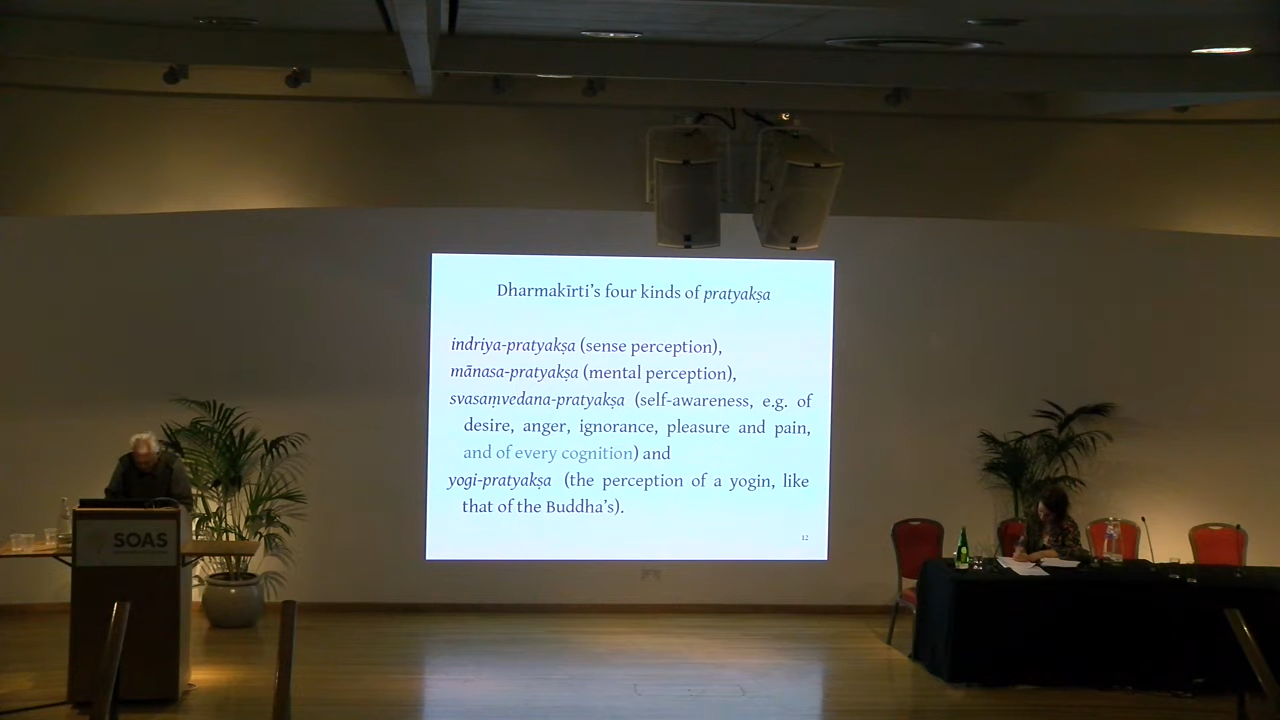 Dharmakīrti's four kinds of pratyakṣa
indriya-pratyakṣa (sense perception),
mānasa-pratyakṣa (mental perception),
svasaṃvedana-pratyakṣa (self-awareness, e.g. of
desire, anger, ignorance, pleasure and pain,
and of every cognition) and
yogi-pratyakṣa (the perception of a yogin, like
that of the Buddha's).
12
SOAS